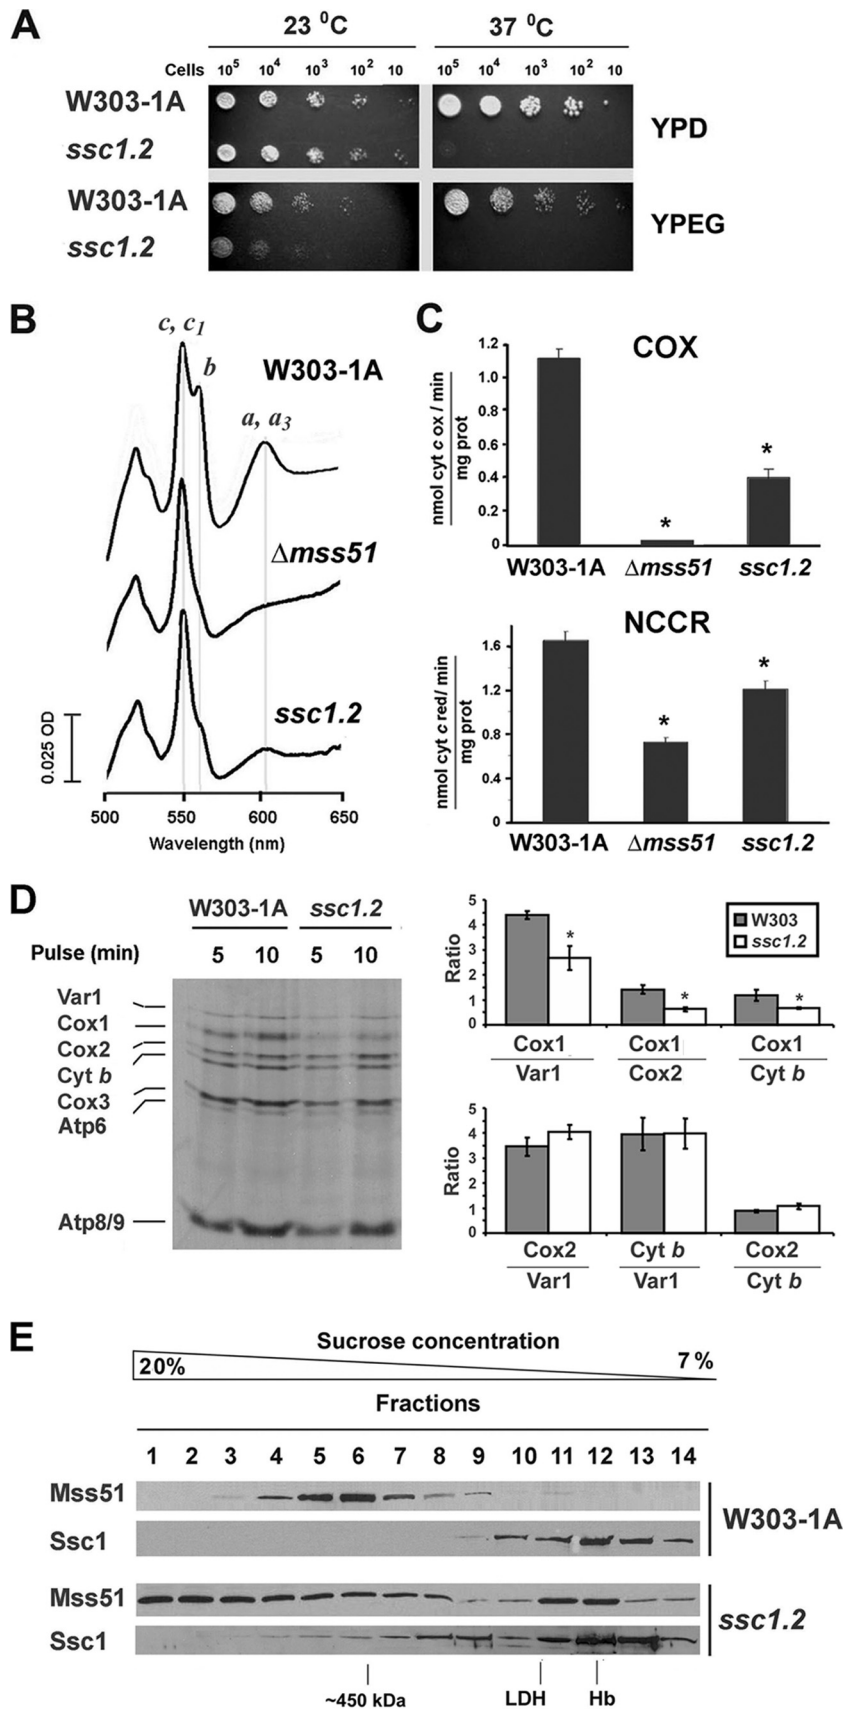 A
23 ⁰C 37 ⁰C
Cells 10⁵ 10⁴ 10³ 10² 10 10⁵ 10⁴ 10³ 10² 10
W303-1A
ssc1.2
YPD
W303-1A
ssc1.2
YPEG
B
c, c₁
b
W303-1A
a, a₃
Δmss51
ssc1.2
0.025 OD
500 550 600 650
Wavelength (nm)
C
COX
nmol cyt c ox / min
mg prot
1.2
1.0
0.8
0.6
0.4
0.2
0
* *
W303-1A Δmss51 ssc1.2
NCCR
nmol cyt c red/ min
mg prot
1.6
1.2
0.8
0.4
0
* *
W303-1A Δmss51 ssc1.2
D
W303-1A ssc1.2
Pulse (min) 5 10 5 10
Var1
Cox1
Cox2
Cyt b
Cox3
Atp6
Atp8/9
Ratio
5
4
3
2
1
0
W303
ssc1.2
* * *
Cox1 Cox1 Cox1
Var1 Cox2 Cyt b
Ratio
5
4
3
2
1
0
Cox2 Cyt b Cox2
Var1 Var1 Cyt b
E
Sucrose concentration
20% 7 %
Fractions
1 2 3 4 5 6 7 8 9 10 11 12 13 14
Mss51
Ssc1
W303-1A
Mss51
Ssc1
ssc1.2
~450 kDa LDH Hb